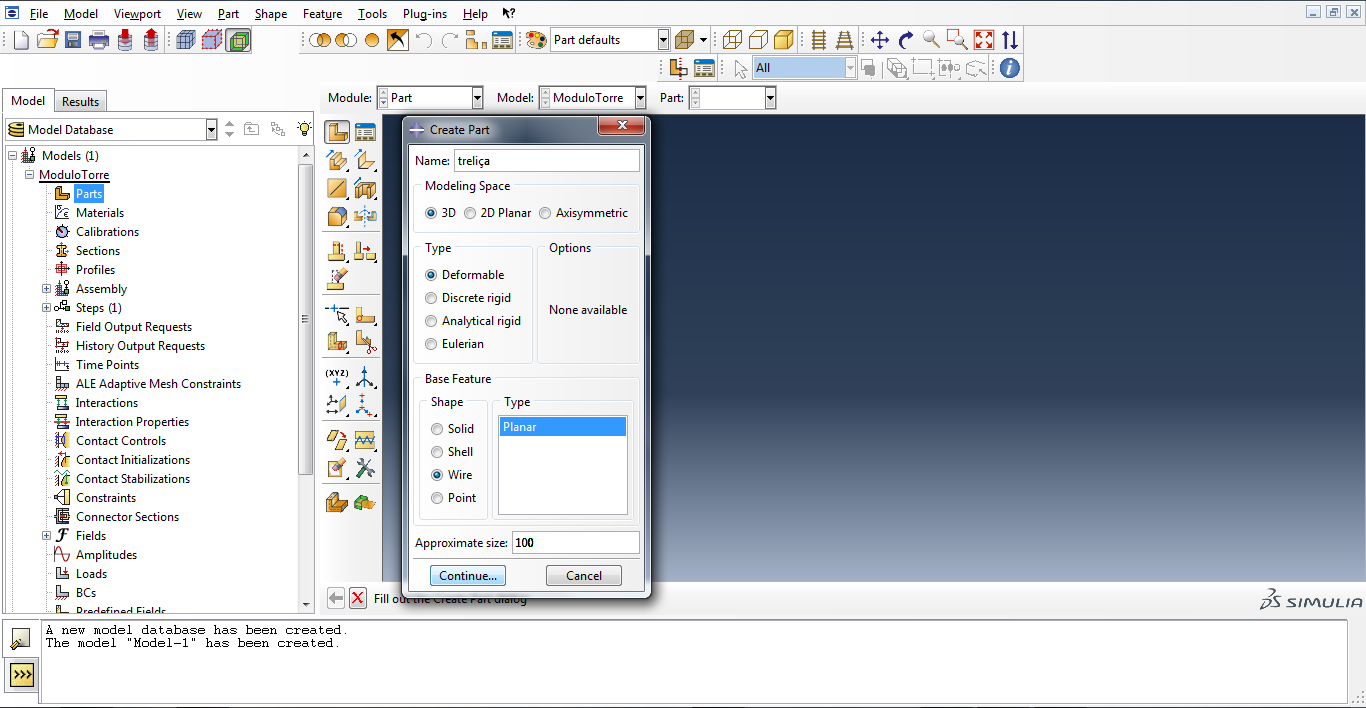 File Model Viewport View Part Shape Feature Tools Plug-ins Help
Part defaults
All
Model Results
Module: Part Model: ModuloTorre Part:
Model Database
Models (1)
ModuloTorre
Parts
Materials
Calibrations
Sections
Profiles
Assembly
Steps (1)
Field Output Requests
History Output Requests
Time Points
ALE Adaptive Mesh Constraints
Interactions
Interaction Properties
Contact Controls
Contact Initializations
Contact Stabilizations
Constraints
Connector Sections
Fields
Amplitudes
Loads
BCs
Predefined Fields
(XYZ)
Create Part
Name: treliça
Modeling Space
3D 2D Planar Axisymmetric
Type
Deformable
Discrete rigid
Analytical rigid
Eulerian
Options
None available
Base Feature
Shape
Solid
Shell
Wire
Point
Type
Planar
Approximate size: 100
Continue... Cancel
Fill out the Create Part dialog
SIMULIA
A new model database has been created.
The model "Model-1" has been created.
>>>